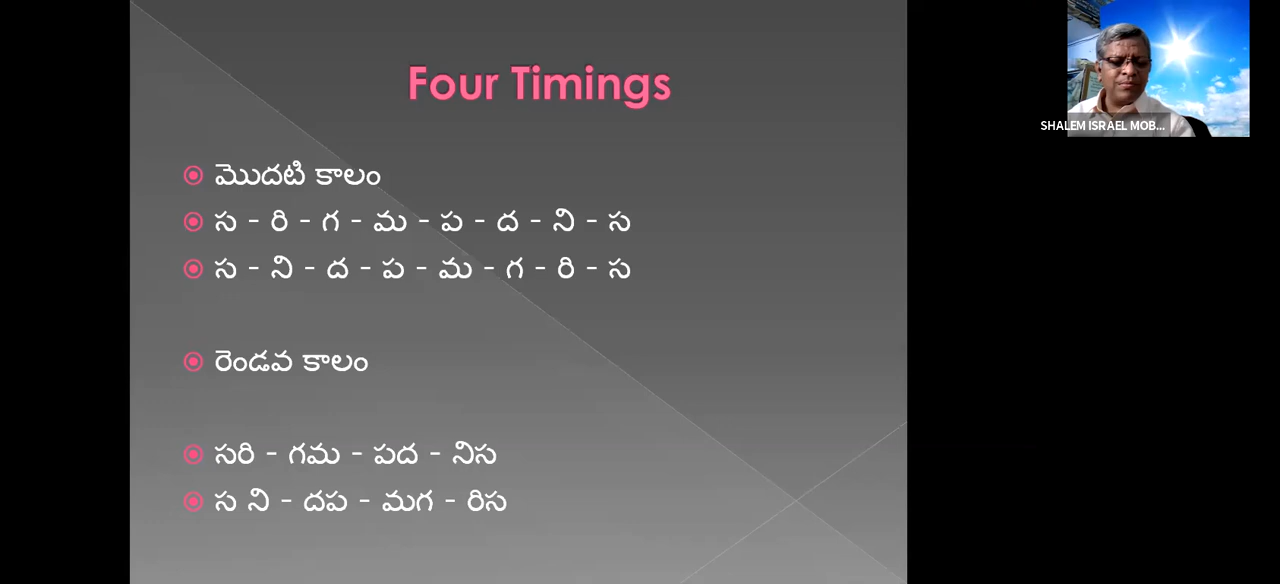 Four Timings
మొదటి కాలం
స - రి - గ - మ - ప - ద - ని - స
స - ని - ద - ప - మ - గ - రి - స
రెండవ కాలం
సరి - గమ - పద - నిస
స ని - దప - మగ - రిస
SHALEM ISRAEL MOB...